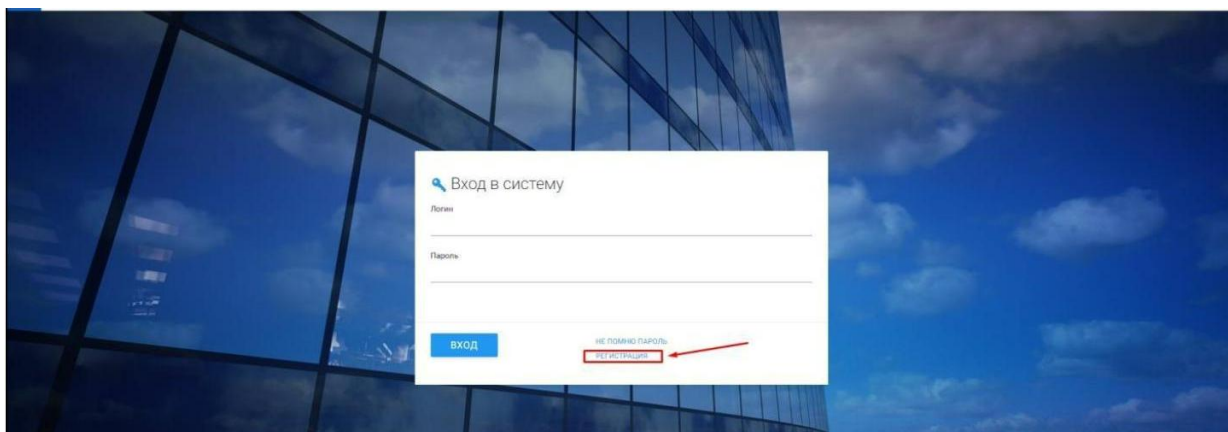 Вход в систему
Логин
Пароль
ВХОД
НЕ ПОМНЮ ПАРОЛЬ
РЕГИСТРАЦИЯ